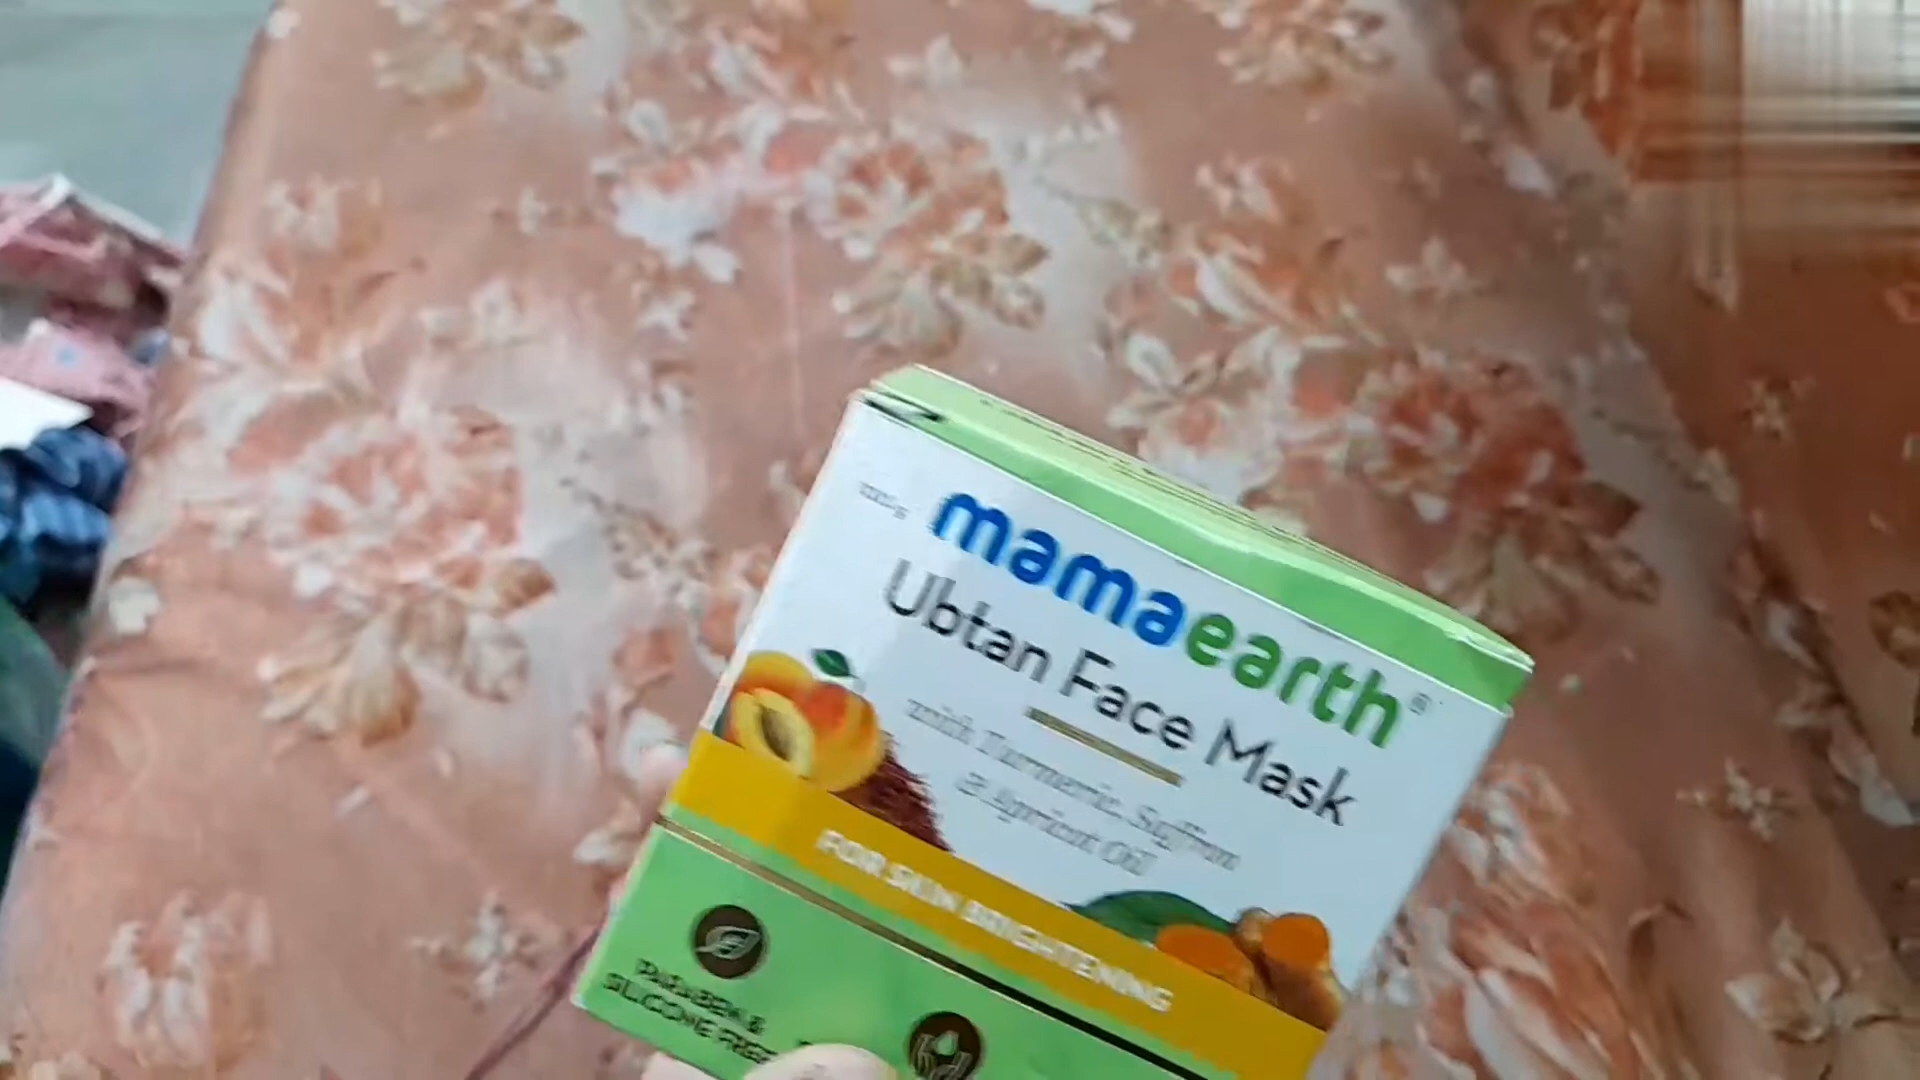 mamaearth®
Ubtan Face Mask
with Turmeric, Saffron
& Apricot Oil
FOR SKIN BRIGHTENING
PARABEN &
SILICONE FREE